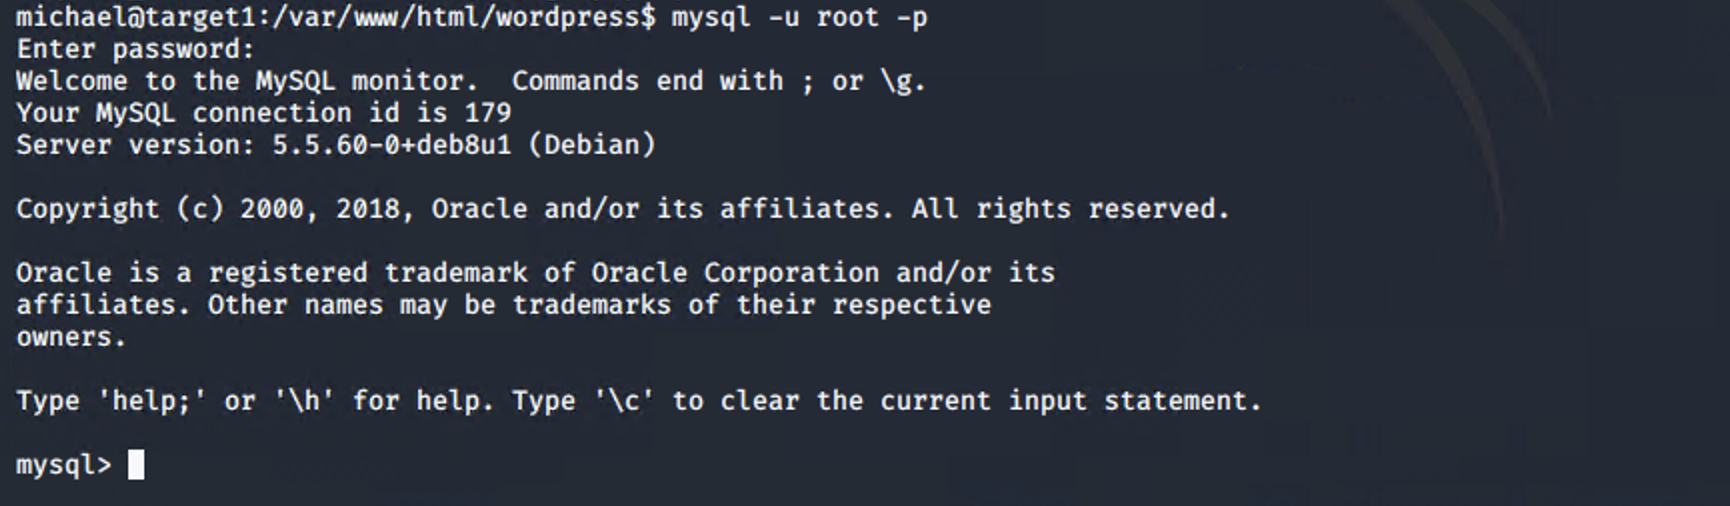 michael@target1:/var/www/html/wordpress$ mysql -u root -p
Enter password:
Welcome to the MySQL monitor.  Commands end with ; or \g.
Your MySQL connection id is 179
Server version: 5.5.60-0+deb8u1 (Debian)
Copyright (c) 2000, 2018, Oracle and/or its affiliates. All rights reserved.
Oracle is a registered trademark of Oracle Corporation and/or its
affiliates. Other names may be trademarks of their respective
owners.
Type 'help;' or '\h' for help. Type '\c' to clear the current input statement.
mysql>